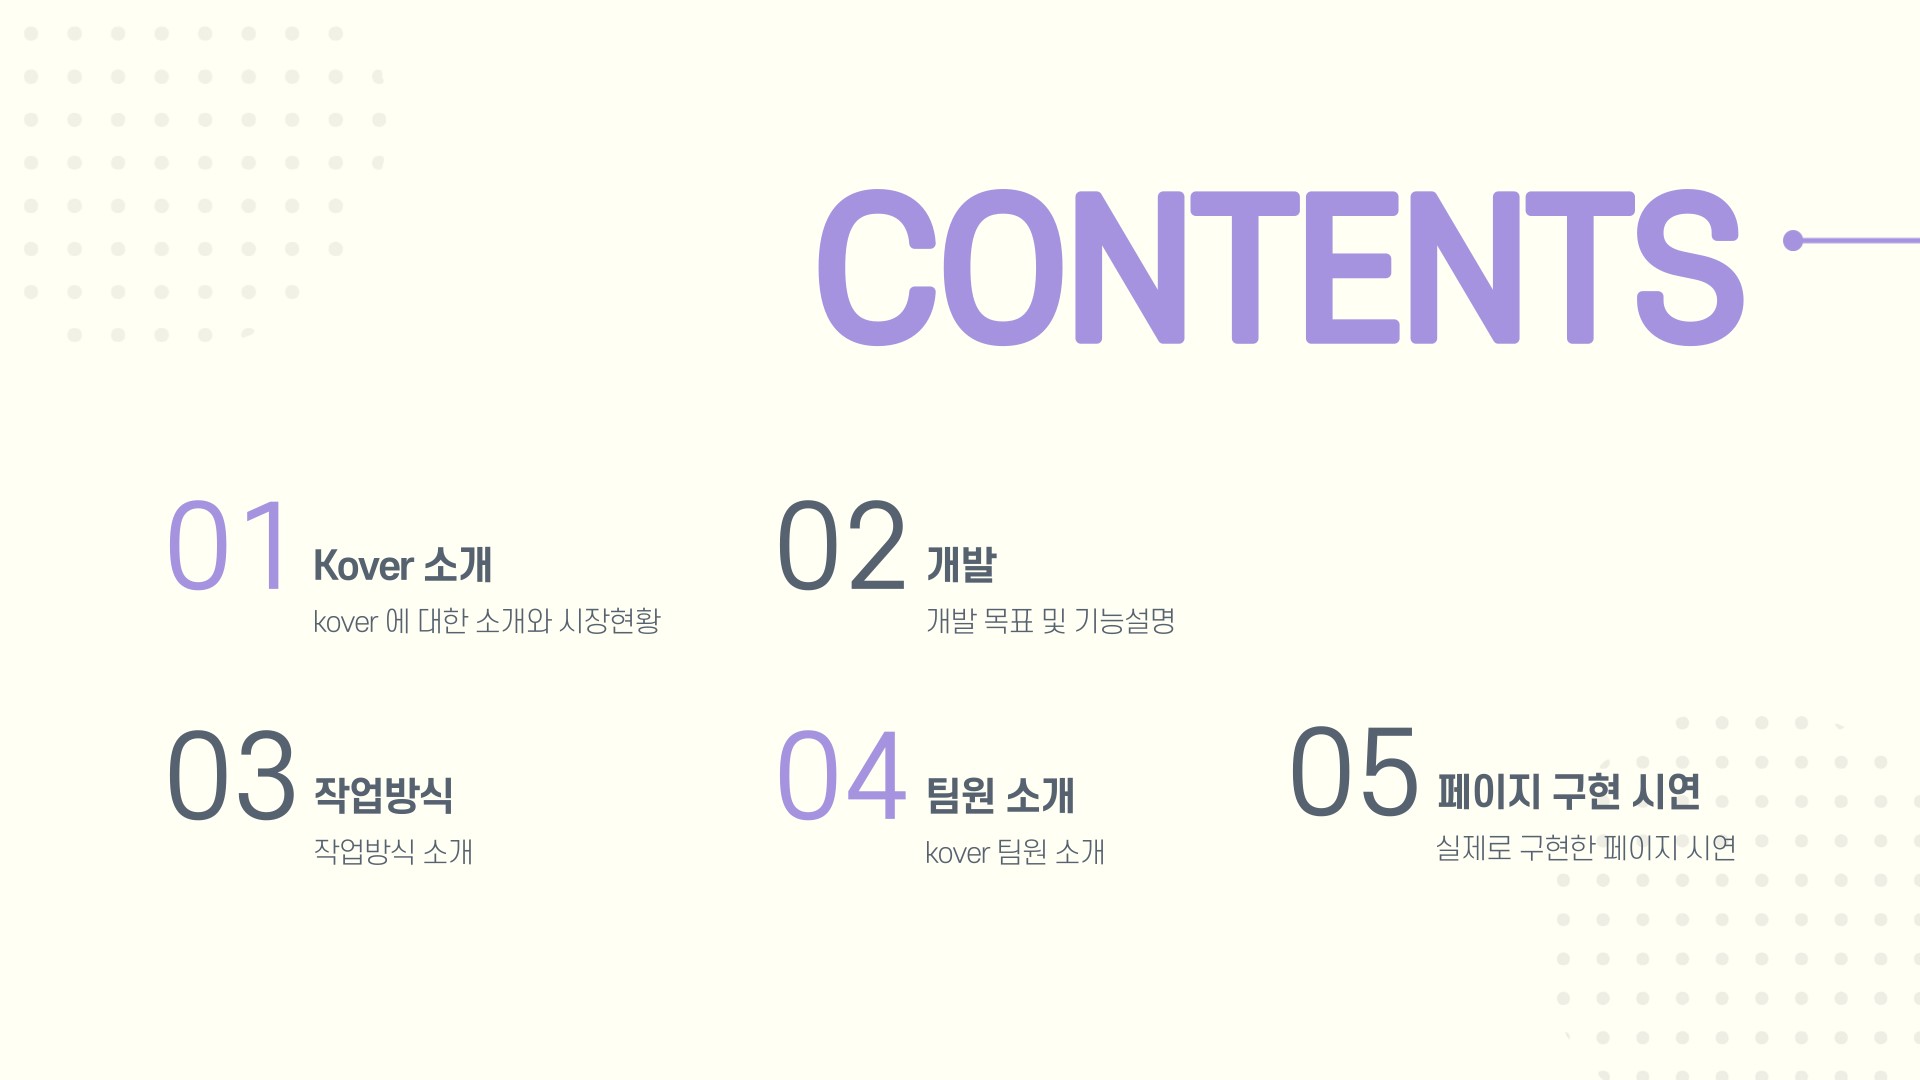 CONTENTS
01 Kover 소개
kover 에 대한 소개와 시장현황
02 개발
개발 목표 및 기능설명
03 작업방식
작업방식 소개
04 팀원 소개
kover 팀원 소개
05 페이지 구현 시연
실제로 구현한 페이지 시연